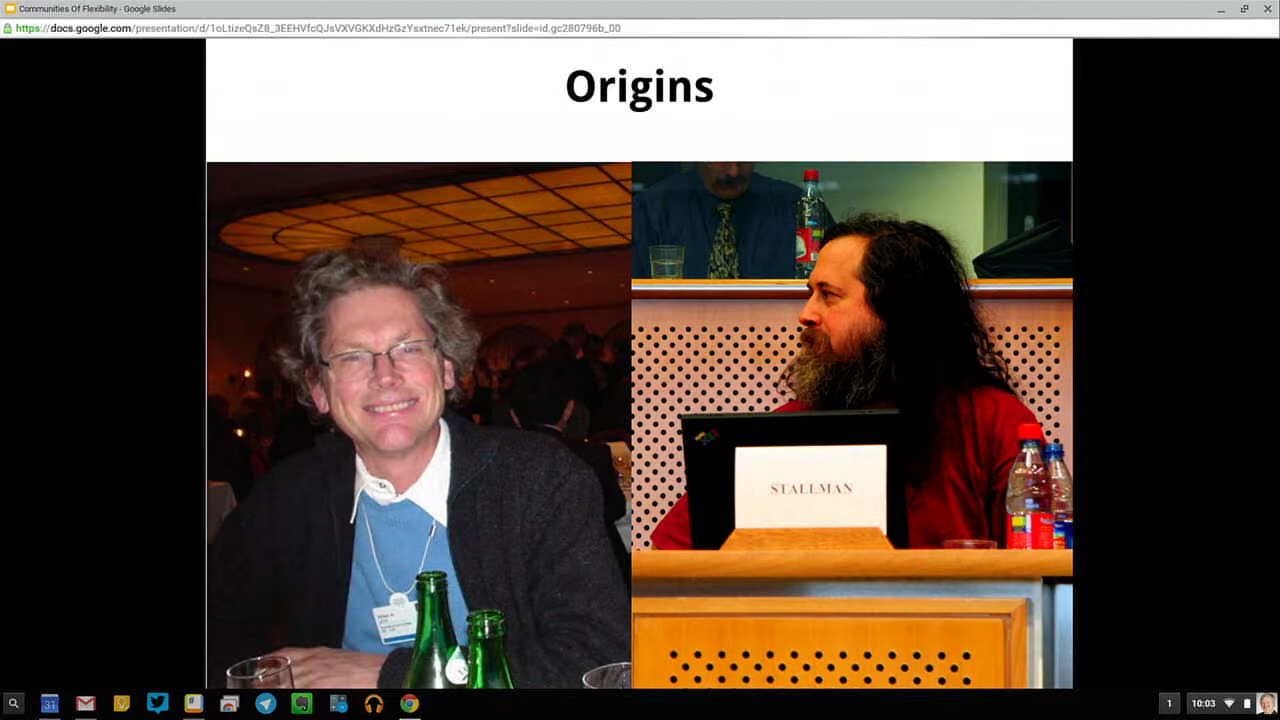 Communities Of Flexibility - Google Slides
https://docs.google.com/presentation/d/1oLtizeQsZ8_3EEHVfcQJsVXVGKXdHzGzYsxtnec71ek/present?slide=id.gc280796b_00
Origins
STALLMAN
31
1
10:03